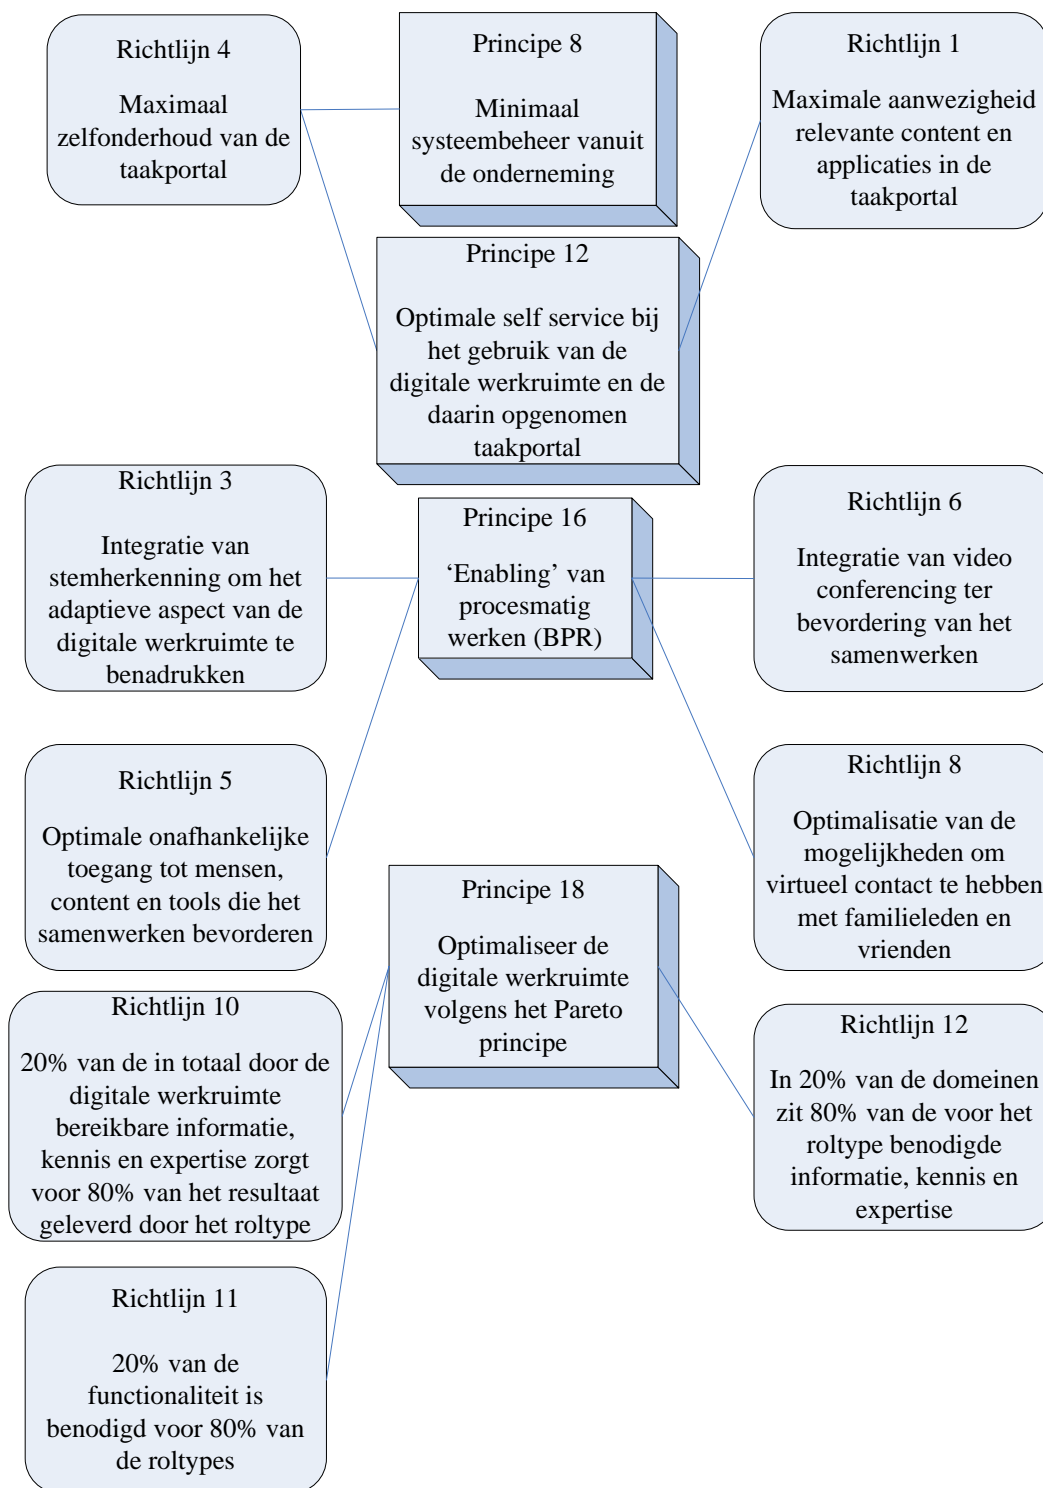 Richtlijn 4
Maximaal
zelfonderhoud van de
taakportal
Principe 8
Minimaal
systeembeheer vanuit
de onderneming
Richtlijn 1
Maximale aanwezigheid
relevante content en
applicaties in de
taakportal
Principe 12
Optimale self service bij
het gebruik van de
digitale werkruimte en de
daarin opgenomen
taakportal
Richtlijn 3
Integratie van
stemherkenning om het
adaptieve aspect van de
digitale werkruimte te
benadrukken
Principe 16
‘Enabling’ van
procesmatig
werken (BPR)
Richtlijn 6
Integratie van video
conferencing ter
bevordering van het
samenwerken
Richtlijn 5
Optimale onafhankelijke
toegang tot mensen,
content en tools die het
samenwerken bevorderen
Richtlijn 8
Optimalisatie van de
mogelijkheden om
virtueel contact te hebben
met familieleden en
vrienden
Principe 18
Optimaliseer de
digitale werkruimte
volgens het Pareto
principe
Richtlijn 10
20% van de in totaal door de
digitale werkruimte
bereikbare informatie,
kennis en expertise zorgt
voor 80% van het resultaat
geleverd door het roltype
Richtlijn 12
In 20% van de domeinen
zit 80% van de voor het
roltype benodigde
informatie, kennis en
expertise
Richtlijn 11
20% van de
functionaliteit is
benodigd voor 80% van
de roltypes